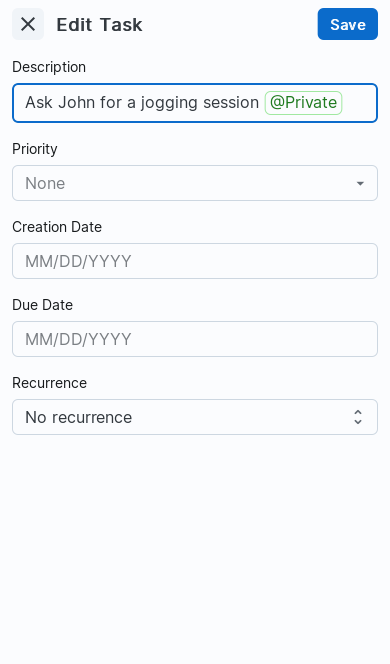 Edit Task
Save
Description
Ask John for a jogging session @Private
Priority
None
Creation Date
MM/DD/YYYY
Due Date
MM/DD/YYYY
Recurrence
No recurrence